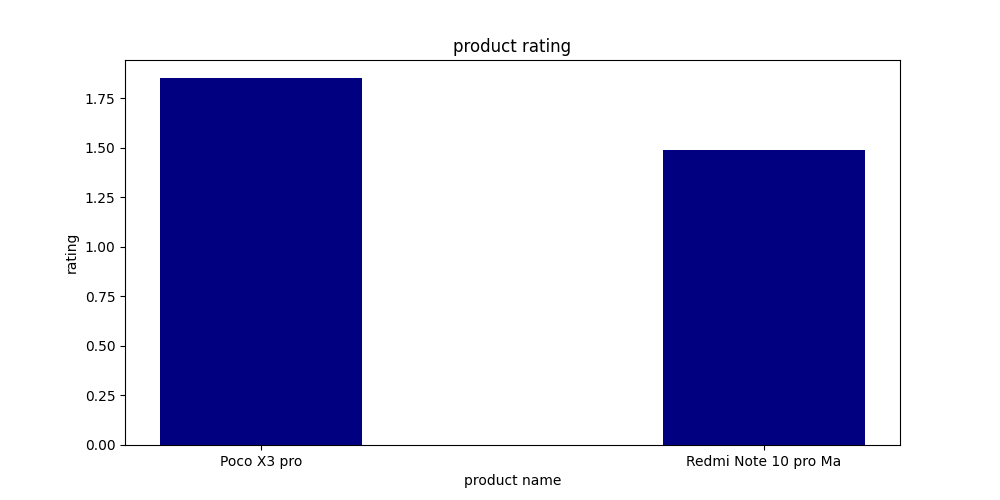 product rating
1.75
1.50
1.25
1.00
0.75
0.50
0.25
0.00
rating
Poco X3 pro
Redmi Note 10 pro Ma
product name